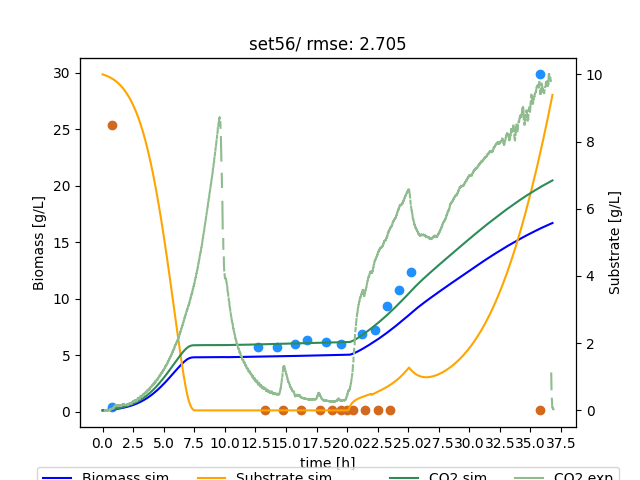 set56/ rmse: 2.705
30
25
20
15
10
5
0
Biomass [g/L]
10
8
6
4
2
0
Substrate [g/L]
0.0 2.5 5.0 7.5 10.0 12.5 15.0 17.5 20.0 22.5 25.0 27.5 30.0 32.5 35.0 37.5
time [h]
Biomass sim Substrate sim CO2 sim CO2 exp